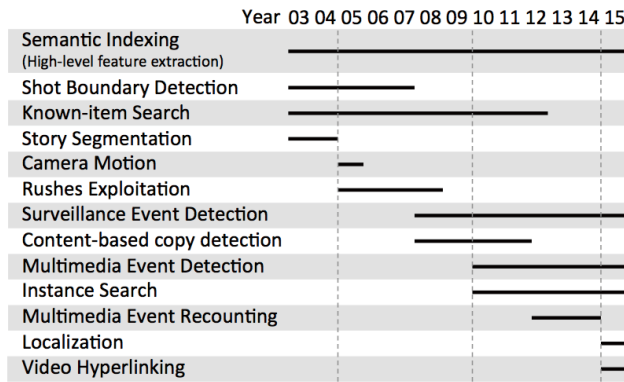 Year 03 04 05 06 07 08 09 10 11 12 13 14 15
Semantic Indexing
(High-level feature extraction)
Shot Boundary Detection
Known-item Search
Story Segmentation
Camera Motion
Rushes Exploitation
Surveillance Event Detection
Content-based copy detection
Multimedia Event Detection
Instance Search
Multimedia Event Recounting
Localization
Video Hyperlinking